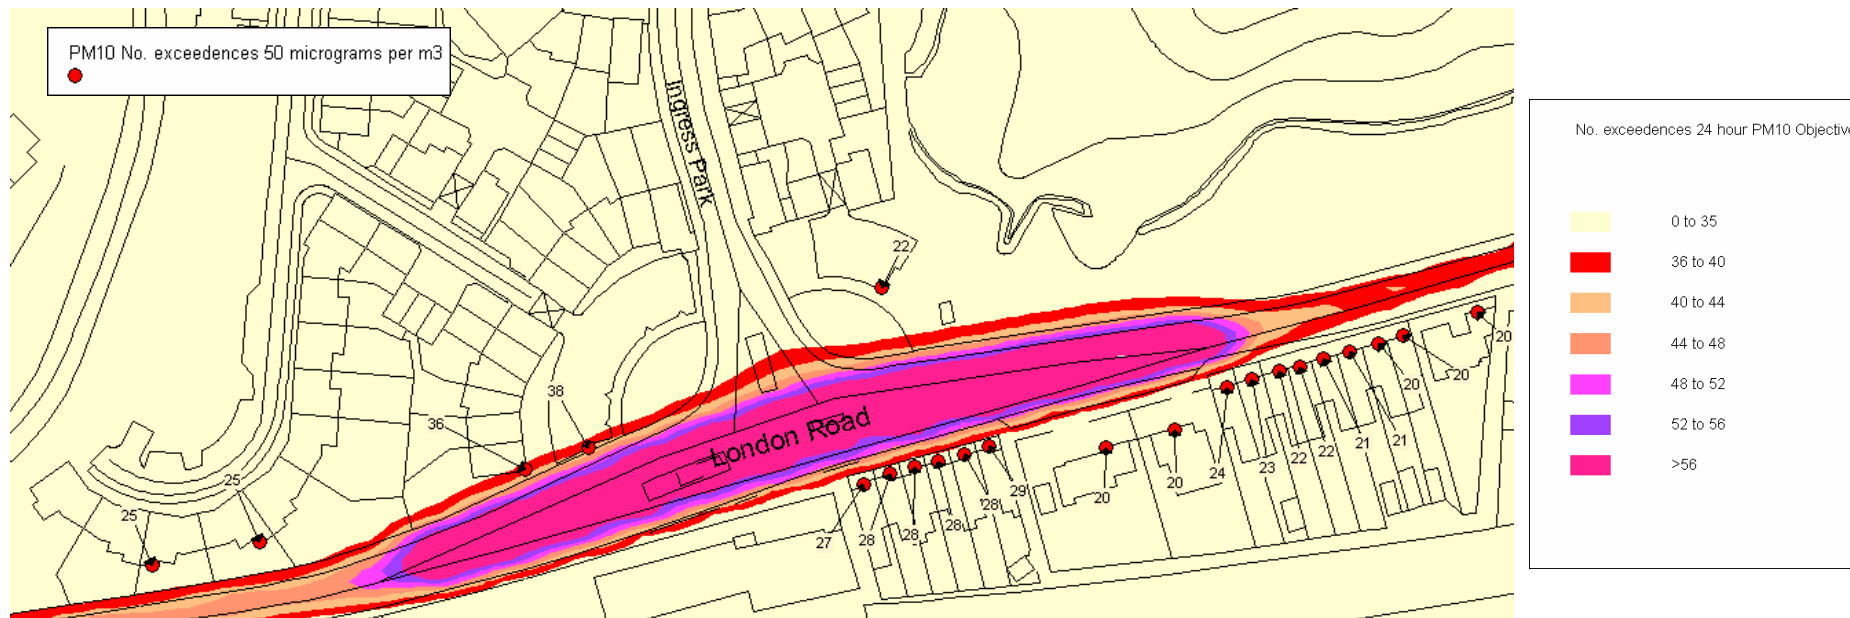 PM10 No. exceedences 50 micrograms per m3
No. exceedences 24 hour PM10 Objective
0 to 35
36 to 40
40 to 44
44 to 48
48 to 52
52 to 56
>56
Ingress Park
London Road
22
38
36
25
25
20
20
20
21
21
22
22
23
24
20
20
29
28
28
28
28
27